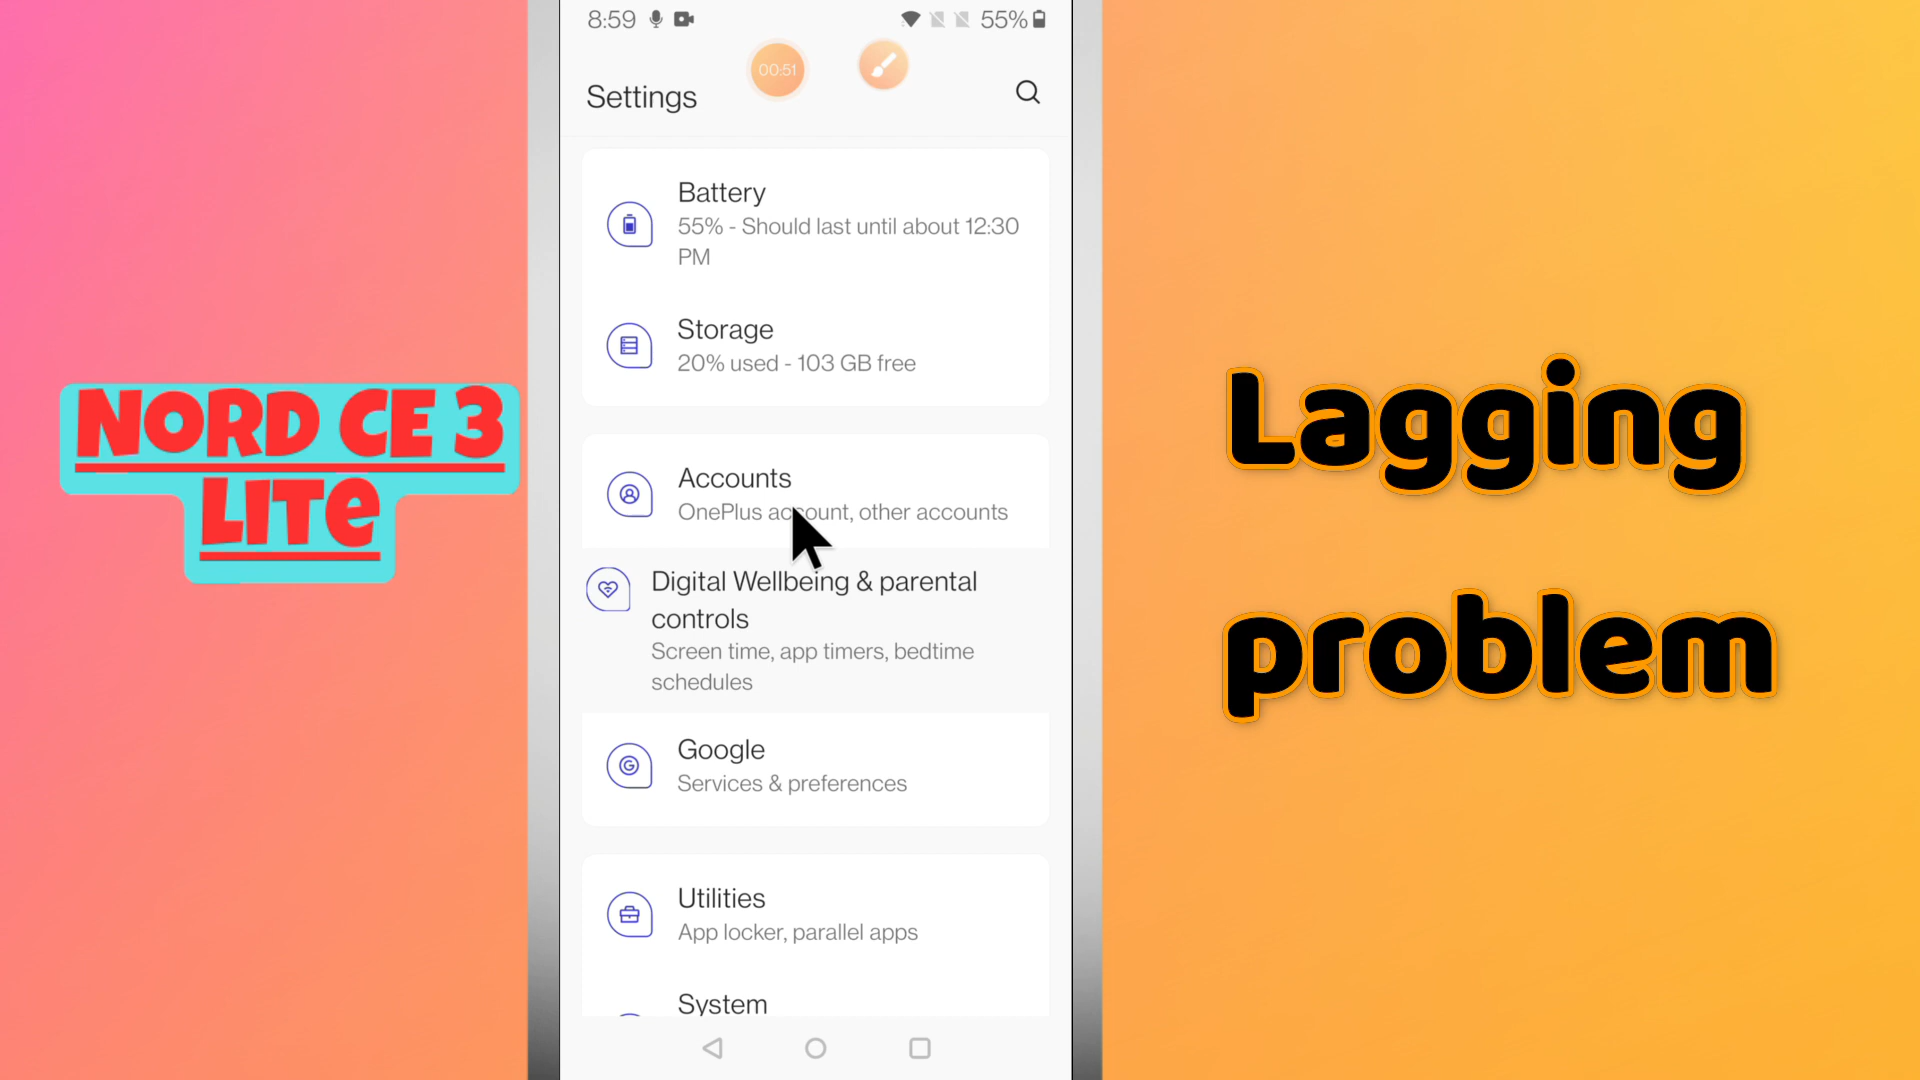 8:59
55%
00:51
Settings
Battery
55% - Should last until about 12:30
PM
Storage
20% used - 103 GB free
Accounts
OnePlus account, other accounts
Digital Wellbeing & parental
controls
Screen time, app timers, bedtime
schedules
Google
Services & preferences
Utilities
App locker, parallel apps
System
NORD CE 3
LITe
Lagging
problem